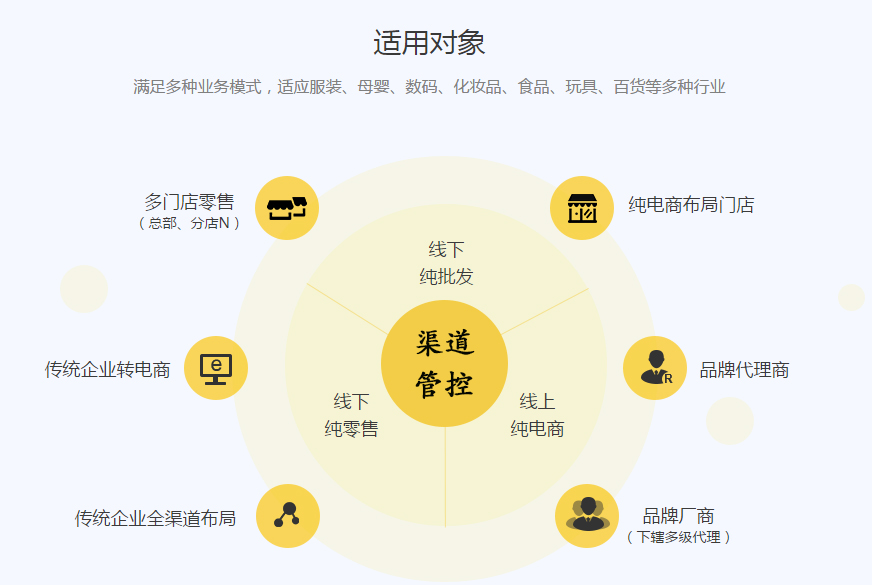 适用对象
满足多种业务模式，适应服装、母婴、数码、化妆品、食品、玩具、百货等多种行业
多门店零售
（总部、分店N）
纯电商布局门店
线下
纯批发
渠道
管控
传统企业转电商
e
R
品牌代理商
线下
纯零售
线上
纯电商
传统企业全渠道布局
品牌厂商
（下辖多级代理）